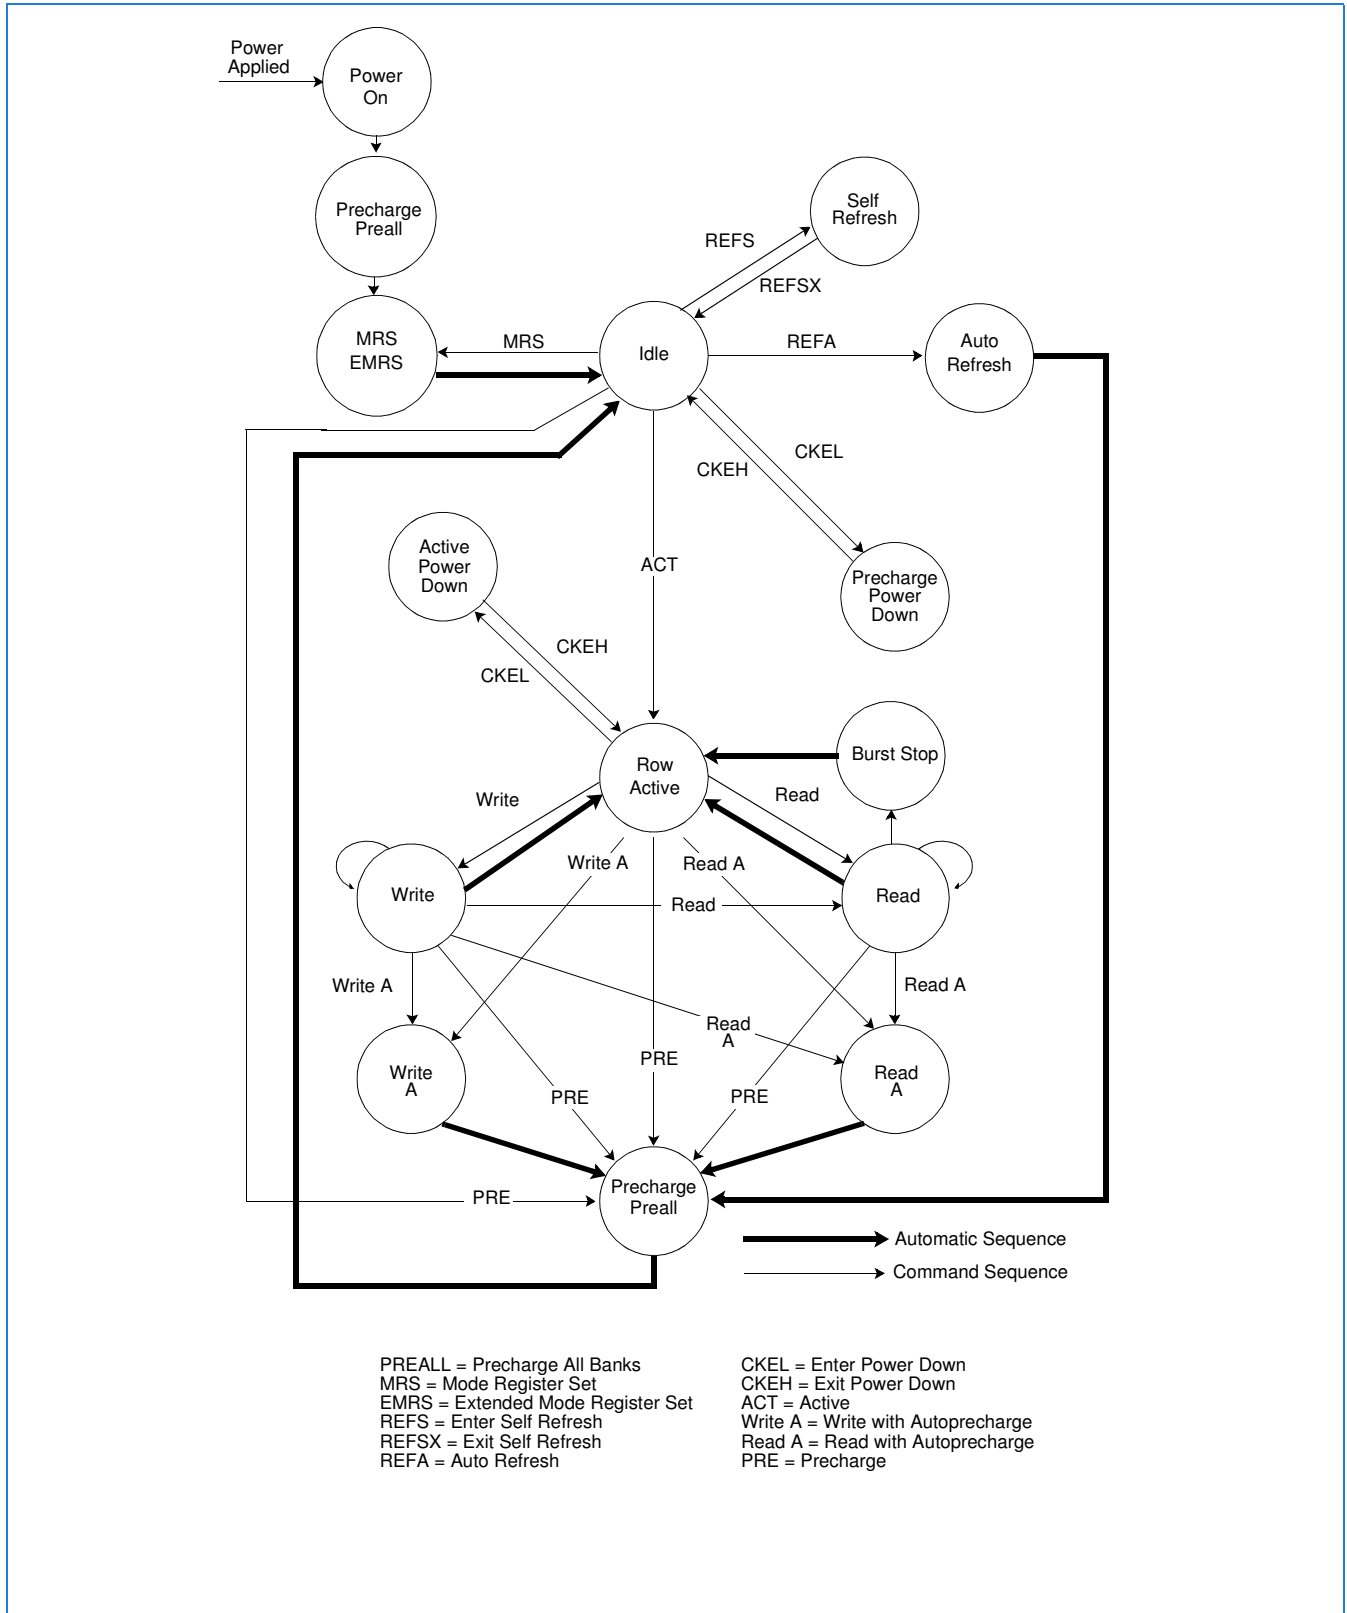 Power
Applied
Power
On
Precharge
Preall
Self
Refresh
REFS
REFSX
MRS
EMRS
MRS
Idle
REFA
Auto
Refresh
CKEL
CKEH
Active
Power
Down
ACT
Precharge
Power
Down
CKEH
CKEL
Burst Stop
Row
Active
Write
Read
Write A
Read A
Write
Read
Read
Write A
Read A
Read
A
PRE
Write
A
Read
A
PRE
PRE
Precharge
Preall
PRE
Automatic Sequence
Command Sequence
PREALL = Precharge All Banks
MRS = Mode Register Set
EMRS = Extended Mode Register Set
REFS = Enter Self Refresh
REFSX = Exit Self Refresh
REFA = Auto Refresh
CKEL = Enter Power Down
CKEH = Exit Power Down
ACT = Active
Write A = Write with Autoprecharge
Read A = Read with Autoprecharge
PRE = Precharge